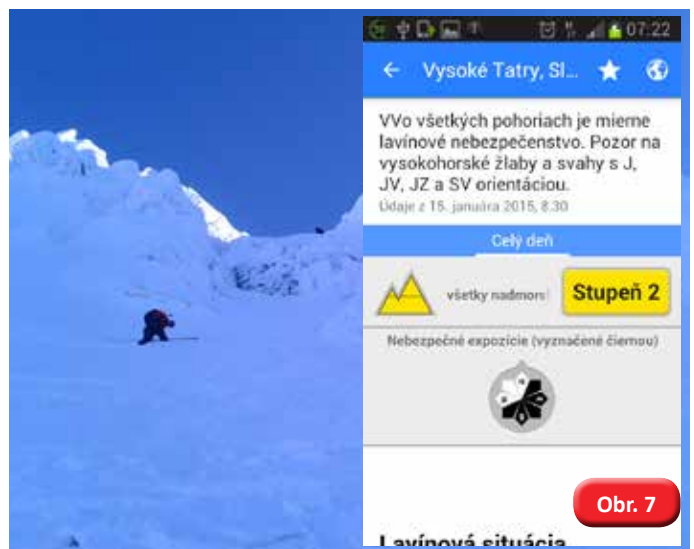 07:22
Vysoké Tatry, Sl...
VVo všetkých pohoriach je mierne
lavínové nebezpečenstvo. Pozor na
vysokohorské žlaby a svahy s J,
JV, JZ a SV orientáciou.
Údaje z 15. januára 2015, 8.30
Celý deň
všetky nadmors
Stupeň 2
Nebezpečné expozície (vyznačené čiernou)
Obr. 7
Lavínová situácia